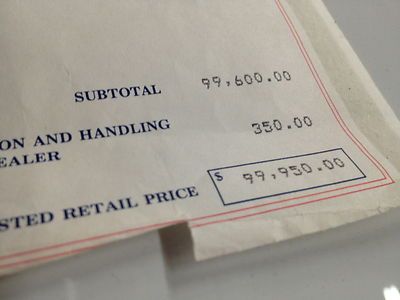 SUBTOTAL 99,600.00
ON AND HANDLING 350.00
EALER
STED RETAIL PRICE $ 99,950.00